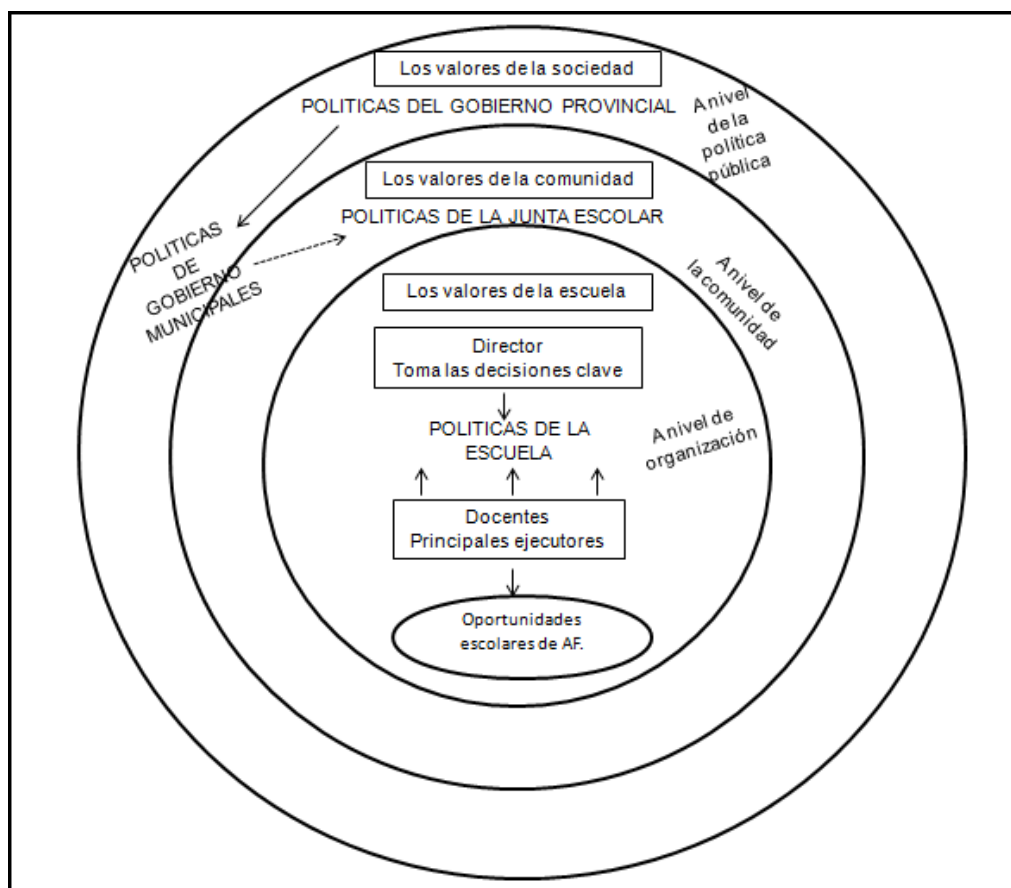 Los valores de la sociedad
POLITICAS DEL GOBIERNO PROVINCIAL
A nivel
de la
política
pública
Los valores de la comunidad
POLITICAS DE LA JUNTA ESCOLAR
POLITICAS
DE
GOBIERNO
MUNICIPALES
A nivel de
la comunidad
Los valores de la escuela
Director
Toma las decisiones clave
POLITICAS DE LA
ESCUELA
A nivel de
organización
Docentes
Principales ejecutores
Oportunidades
escolares de AF.